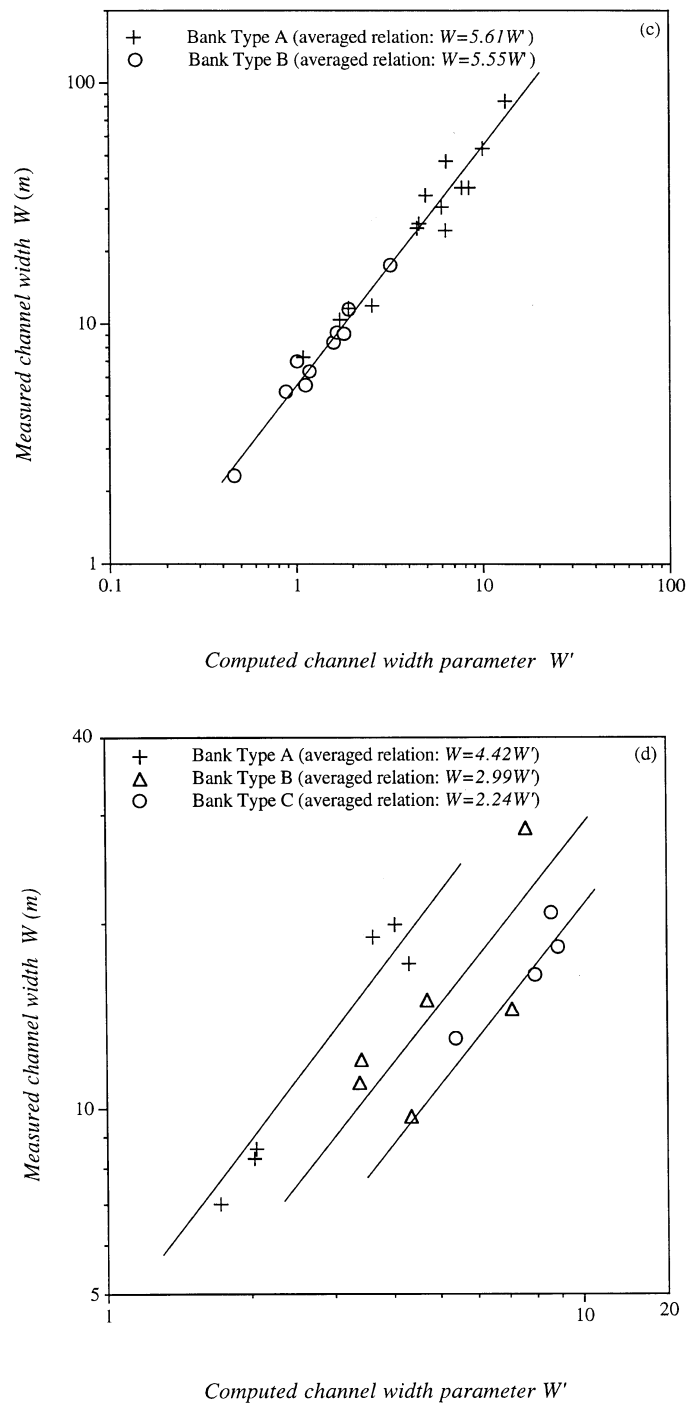 (c)
Bank Type A (averaged relation: W=5.61W')
Bank Type B (averaged relation: W=5.55W')
100
10
1
0.1 1 10 100
Measured channel width W (m)
Computed channel width parameter W'
40
(d)
Bank Type A (averaged relation: W=4.42W')
Bank Type B (averaged relation: W=2.99W')
Bank Type C (averaged relation: W=2.24W')
10
5
1 10 20
Measured channel width W (m)
Computed channel width parameter W'